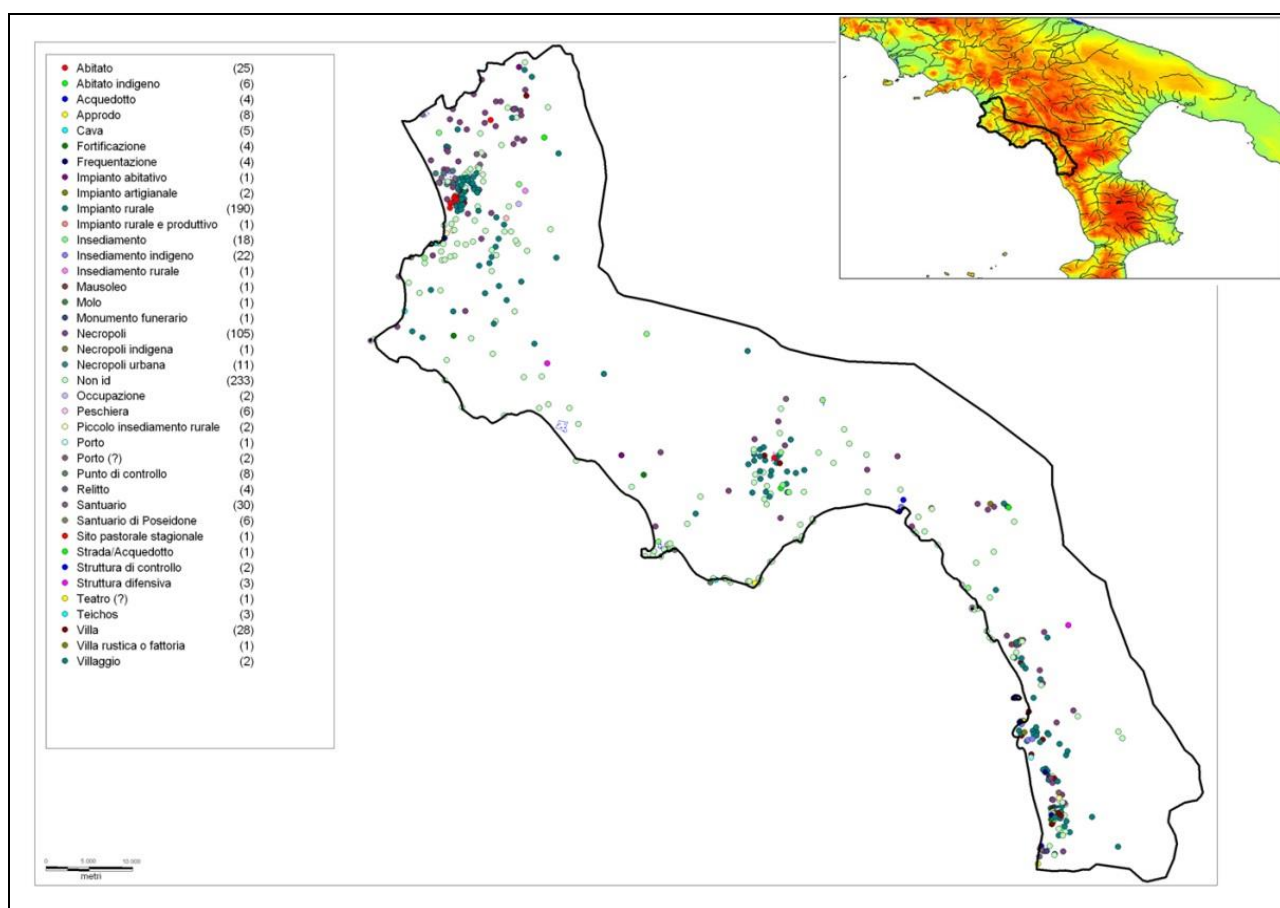 Abitato (25)
Abitato indigeno (6)
Acquedotto (4)
Approdo (8)
Cava (5)
Fortificazione (4)
Frequentazione (4)
Impianto abitativo (1)
Impianto artigianale (2)
Impianto rurale (190)
Impianto rurale e produttivo (1)
Insediamento (18)
Insediamento indigeno (22)
Insediamento rurale (1)
Mausoleo (1)
Molo (1)
Monumento funerario (1)
Necropoli (105)
Necropoli indigena (1)
Necropoli urbana (11)
Non id (233)
Occupazione (2)
Peschiera (6)
Piccolo insediamento rurale (2)
Porto (1)
Porto (?) (2)
Punto di controllo (8)
Relitto (4)
Santuario (30)
Santuario di Poseidone (6)
Sito pastorale stagionale (1)
Strada/Acquedotto (1)
Struttura di controllo (2)
Struttura difensiva (3)
Teatro (?) (1)
Teichos (3)
Villa (28)
Villa rustica o fattoria (1)
Villaggio (2)
0 5 000 10 000
metri